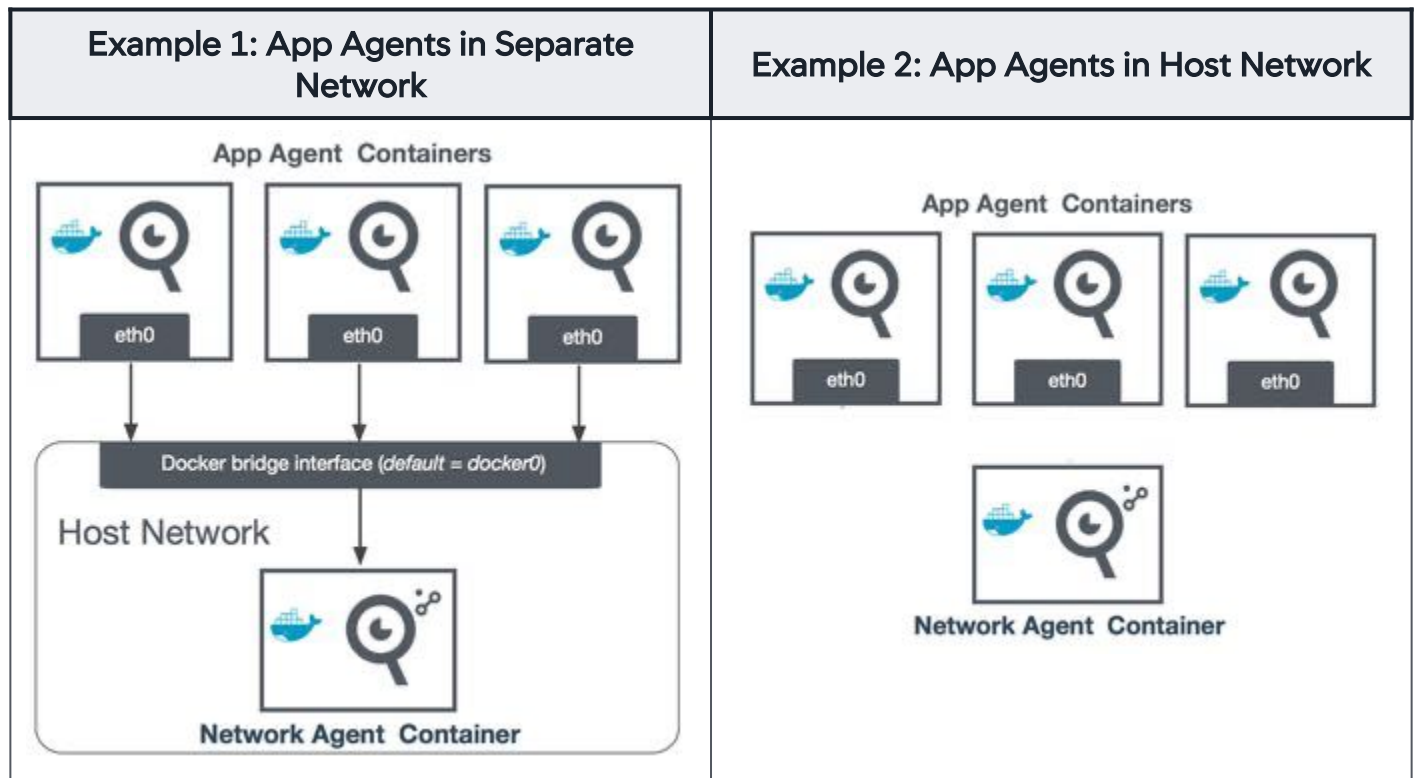 Example 1: App Agents in Separate
Network
Example 2: App Agents in Host Network
App Agent Containers
eth0
eth0
eth0
Docker bridge interface (default = docker0)
Host Network
Network Agent Container
App Agent Containers
eth0
eth0
eth0
Network Agent Container